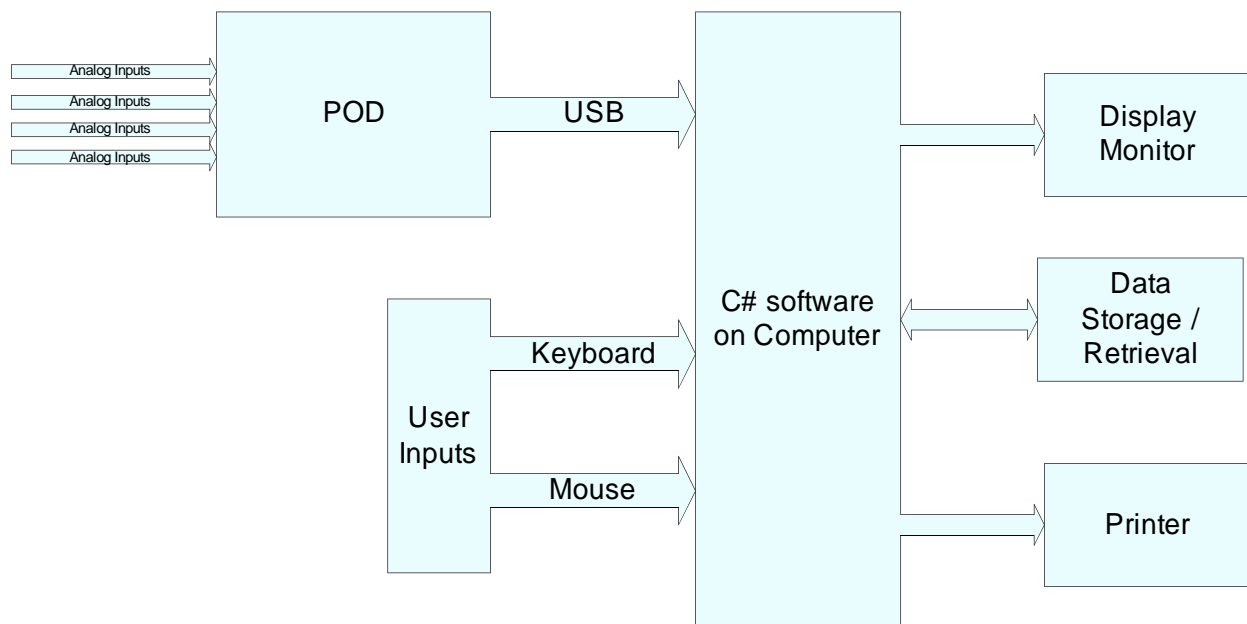 Analog Inputs
Analog Inputs
Analog Inputs
Analog Inputs
POD
USB
Display
Monitor
C# software
on Computer
Data
Storage /
Retrieval
User
Inputs
Keyboard
Mouse
Printer